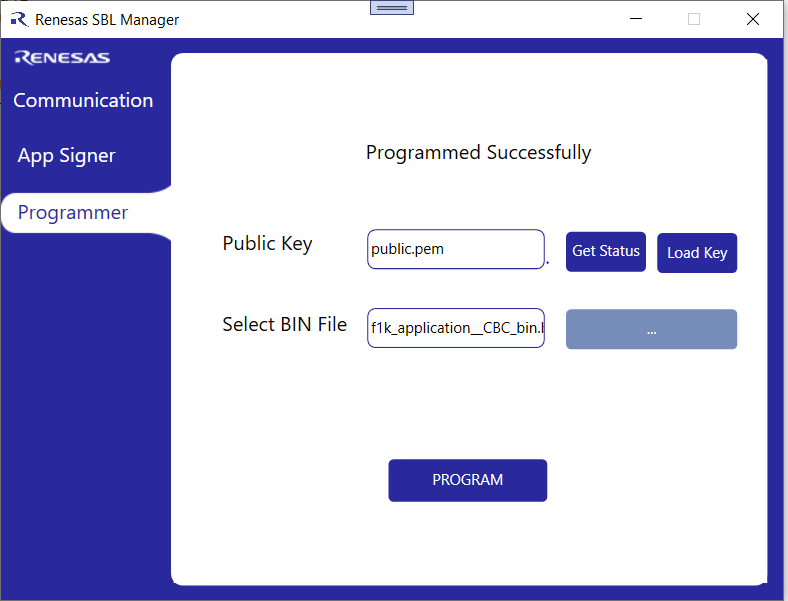 Renesas SBL Manager
RENESAS
Communication
App Signer
Programmer
Programmed Successfully
Public Key
public.pem
.
Get Status
Load Key
Select BIN File
f1k_application__CBC_bin.b
...
PROGRAM